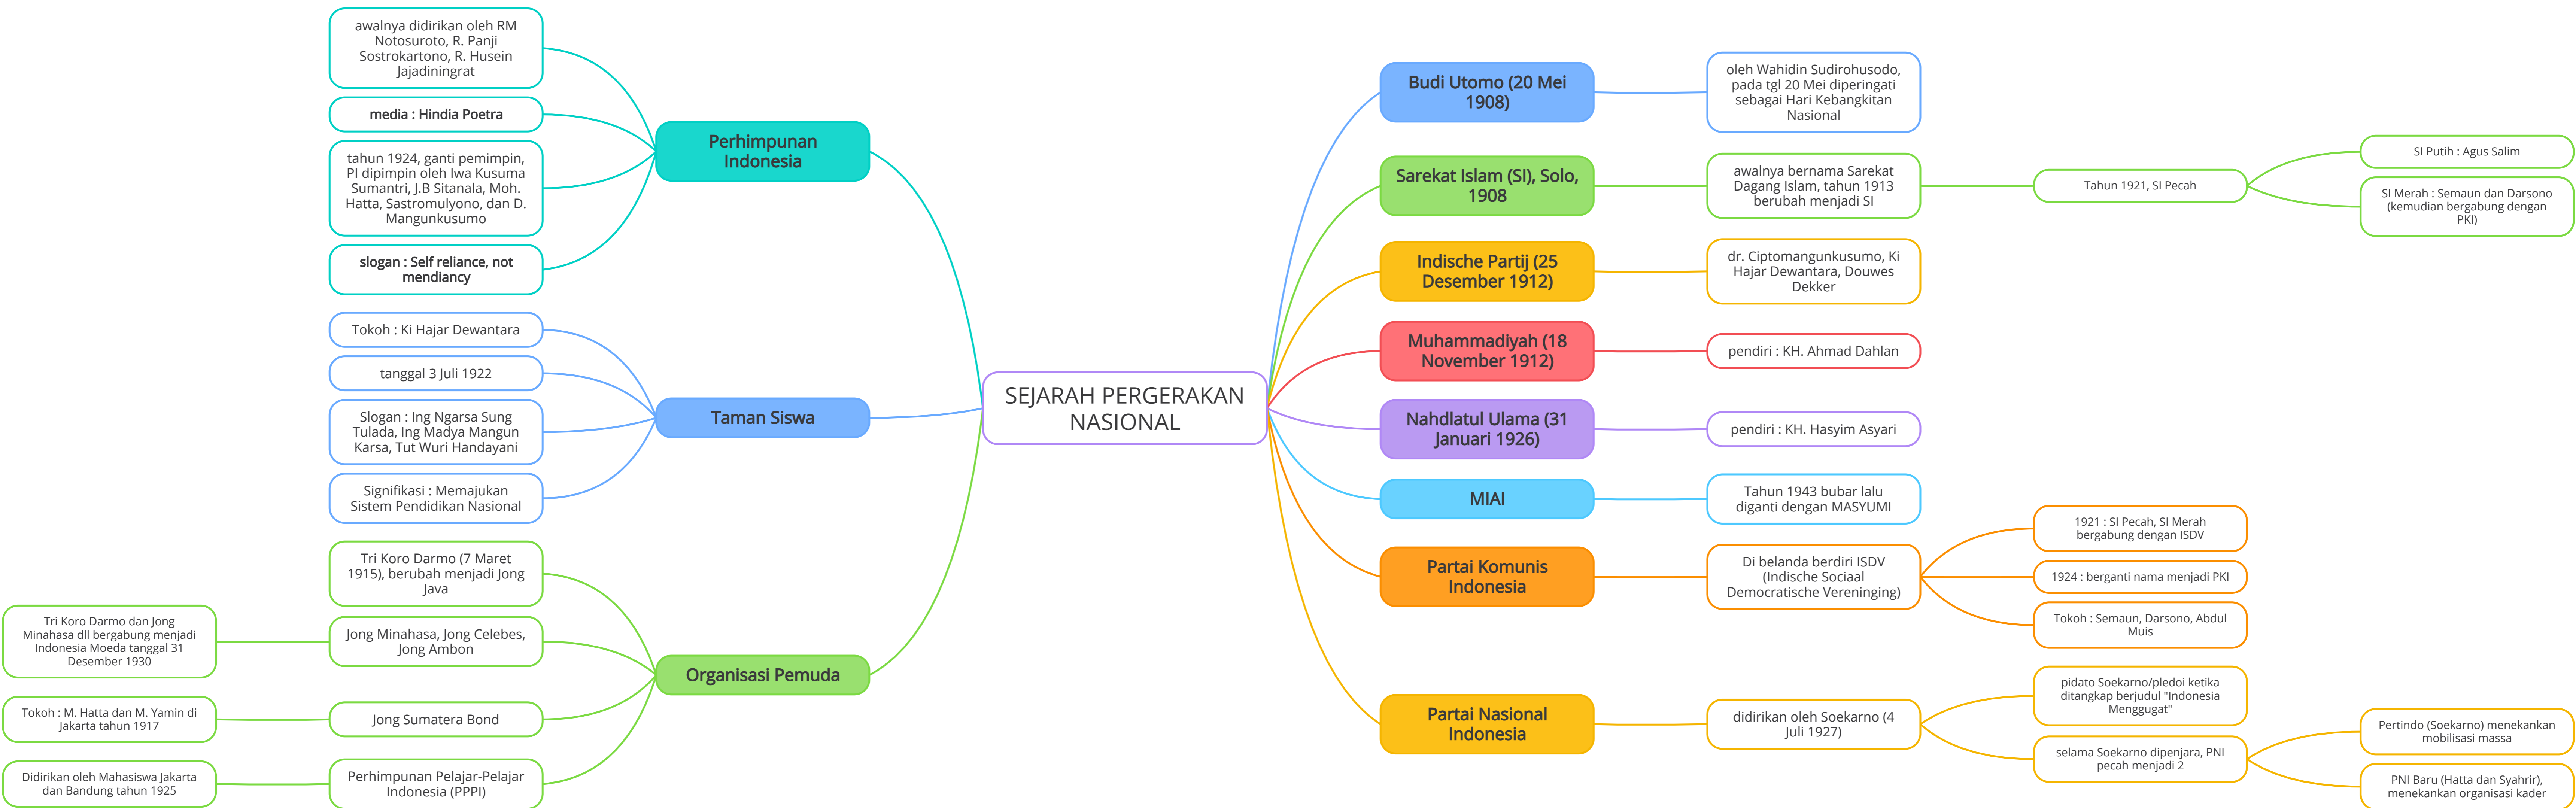 SEJARAH PERGERAKAN
NASIONAL
Perhimpunan
Indonesia
awalnya didirikan oleh RM
Notosuroto, R. Panji
Sostrokartono, R. Husein
Jajadiningrat
media : Hindia Poetra
tahun 1924, ganti pemimpin,
PI dipimpin oleh Iwa Kusuma
Sumantri, J.B Sitanala, Moh.
Hatta, Sastromulyono, dan D.
Mangunkusumo
slogan : Self reliance, not
mendiancy
Taman Siswa
Tokoh : Ki Hajar Dewantara
tanggal 3 Juli 1922
Slogan : Ing Ngarsa Sung
Tulada, Ing Madya Mangun
Karsa, Tut Wuri Handayani
Signifikasi : Memajukan
Sistem Pendidikan Nasional
Organisasi Pemuda
Tri Koro Darmo (7 Maret
1915), berubah menjadi Jong
Java
Jong Minahasa, Jong Celebes,
Jong Ambon
Tri Koro Darmo dan Jong
Minahasa dll bergabung menjadi
Indonesia Moeda tanggal 31
Desember 1930
Jong Sumatera Bond
Tokoh : M. Hatta dan M. Yamin di
Jakarta tahun 1917
Perhimpunan Pelajar-Pelajar
Indonesia (PPPI)
Didirikan oleh Mahasiswa Jakarta
dan Bandung tahun 1925
Budi Utomo (20 Mei
1908)
oleh Wahidin Sudirohusodo,
pada tgl 20 Mei diperingati
sebagai Hari Kebangkitan
Nasional
Sarekat Islam (SI), Solo,
1908
awalnya bernama Sarekat
Dagang Islam, tahun 1913
berubah menjadi SI
Tahun 1921, SI Pecah
SI Putih : Agus Salim
SI Merah : Semaun dan Darsono
(kemudian bergabung dengan
PKI)
Indische Partij (25
Desember 1912)
dr. Ciptomangunkusumo, Ki
Hajar Dewantara, Douwes
Dekker
Muhammadiyah (18
November 1912)
pendiri : KH. Ahmad Dahlan
Nahdlatul Ulama (31
Januari 1926)
pendiri : KH. Hasyim Asyari
MIAI
Tahun 1943 bubar lalu
diganti dengan MASYUMI
Partai Komunis
Indonesia
Di belanda berdiri ISDV
(Indische Sociaal
Democratische Vereninging)
1921 : SI Pecah, SI Merah
bergabung dengan ISDV
1924 : berganti nama menjadi PKI
Tokoh : Semaun, Darsono, Abdul
Muis
Partai Nasional
Indonesia
didirikan oleh Soekarno (4
Juli 1927)
pidato Soekarno/pledoi ketika
ditangkap berjudul "Indonesia
Menggugat"
selama Soekarno dipenjara, PNI
pecah menjadi 2
Pertindo (Soekarno) menekankan
mobilisasi massa
PNI Baru (Hatta dan Syahrir),
menekankan organisasi kader